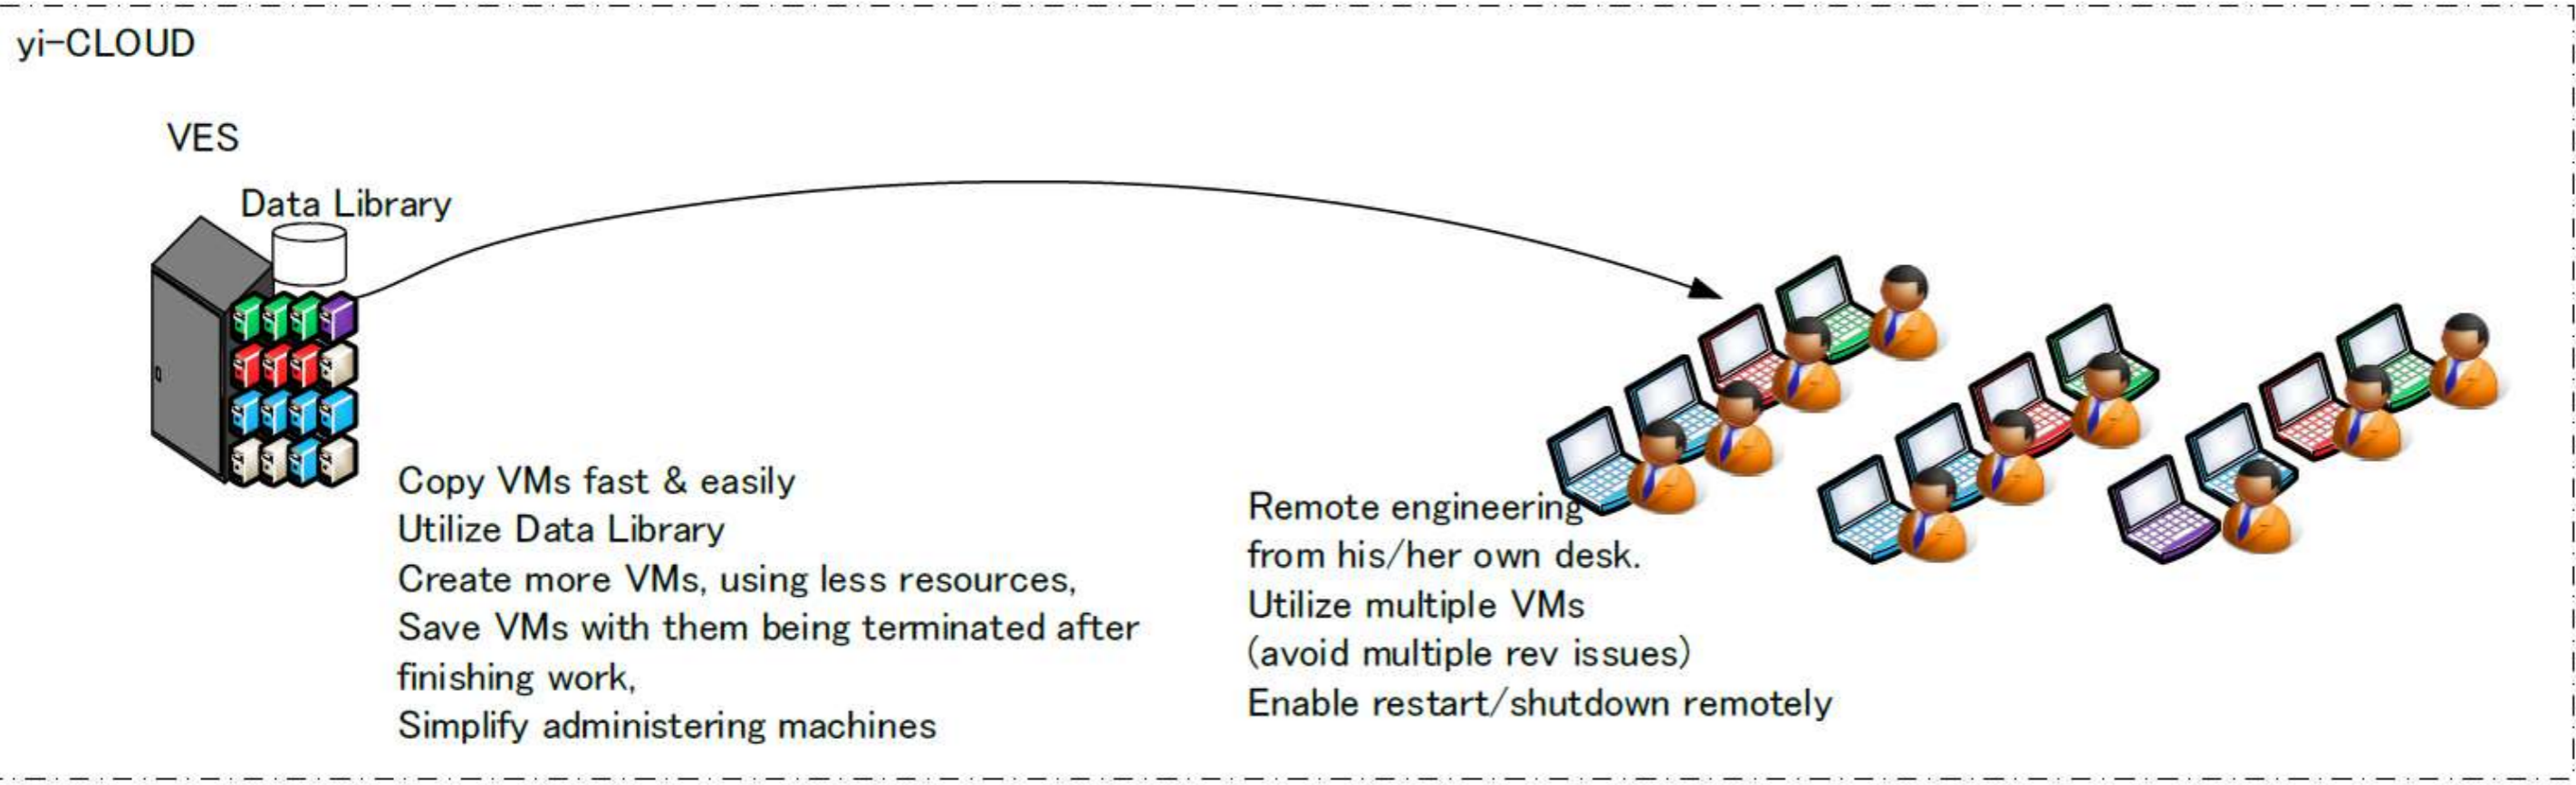 yi-CLOUD
VES
Data Library
Copy VMs fast & easily
Utilize Data Library
Create more VMs, using less resources,
Save VMs with them being terminated after
finishing work,
Simplify administering machines
Remote engineering
from his/her own desk.
Utilize multiple VMs
(avoid multiple rev issues)
Enable restart/shutdown remotely